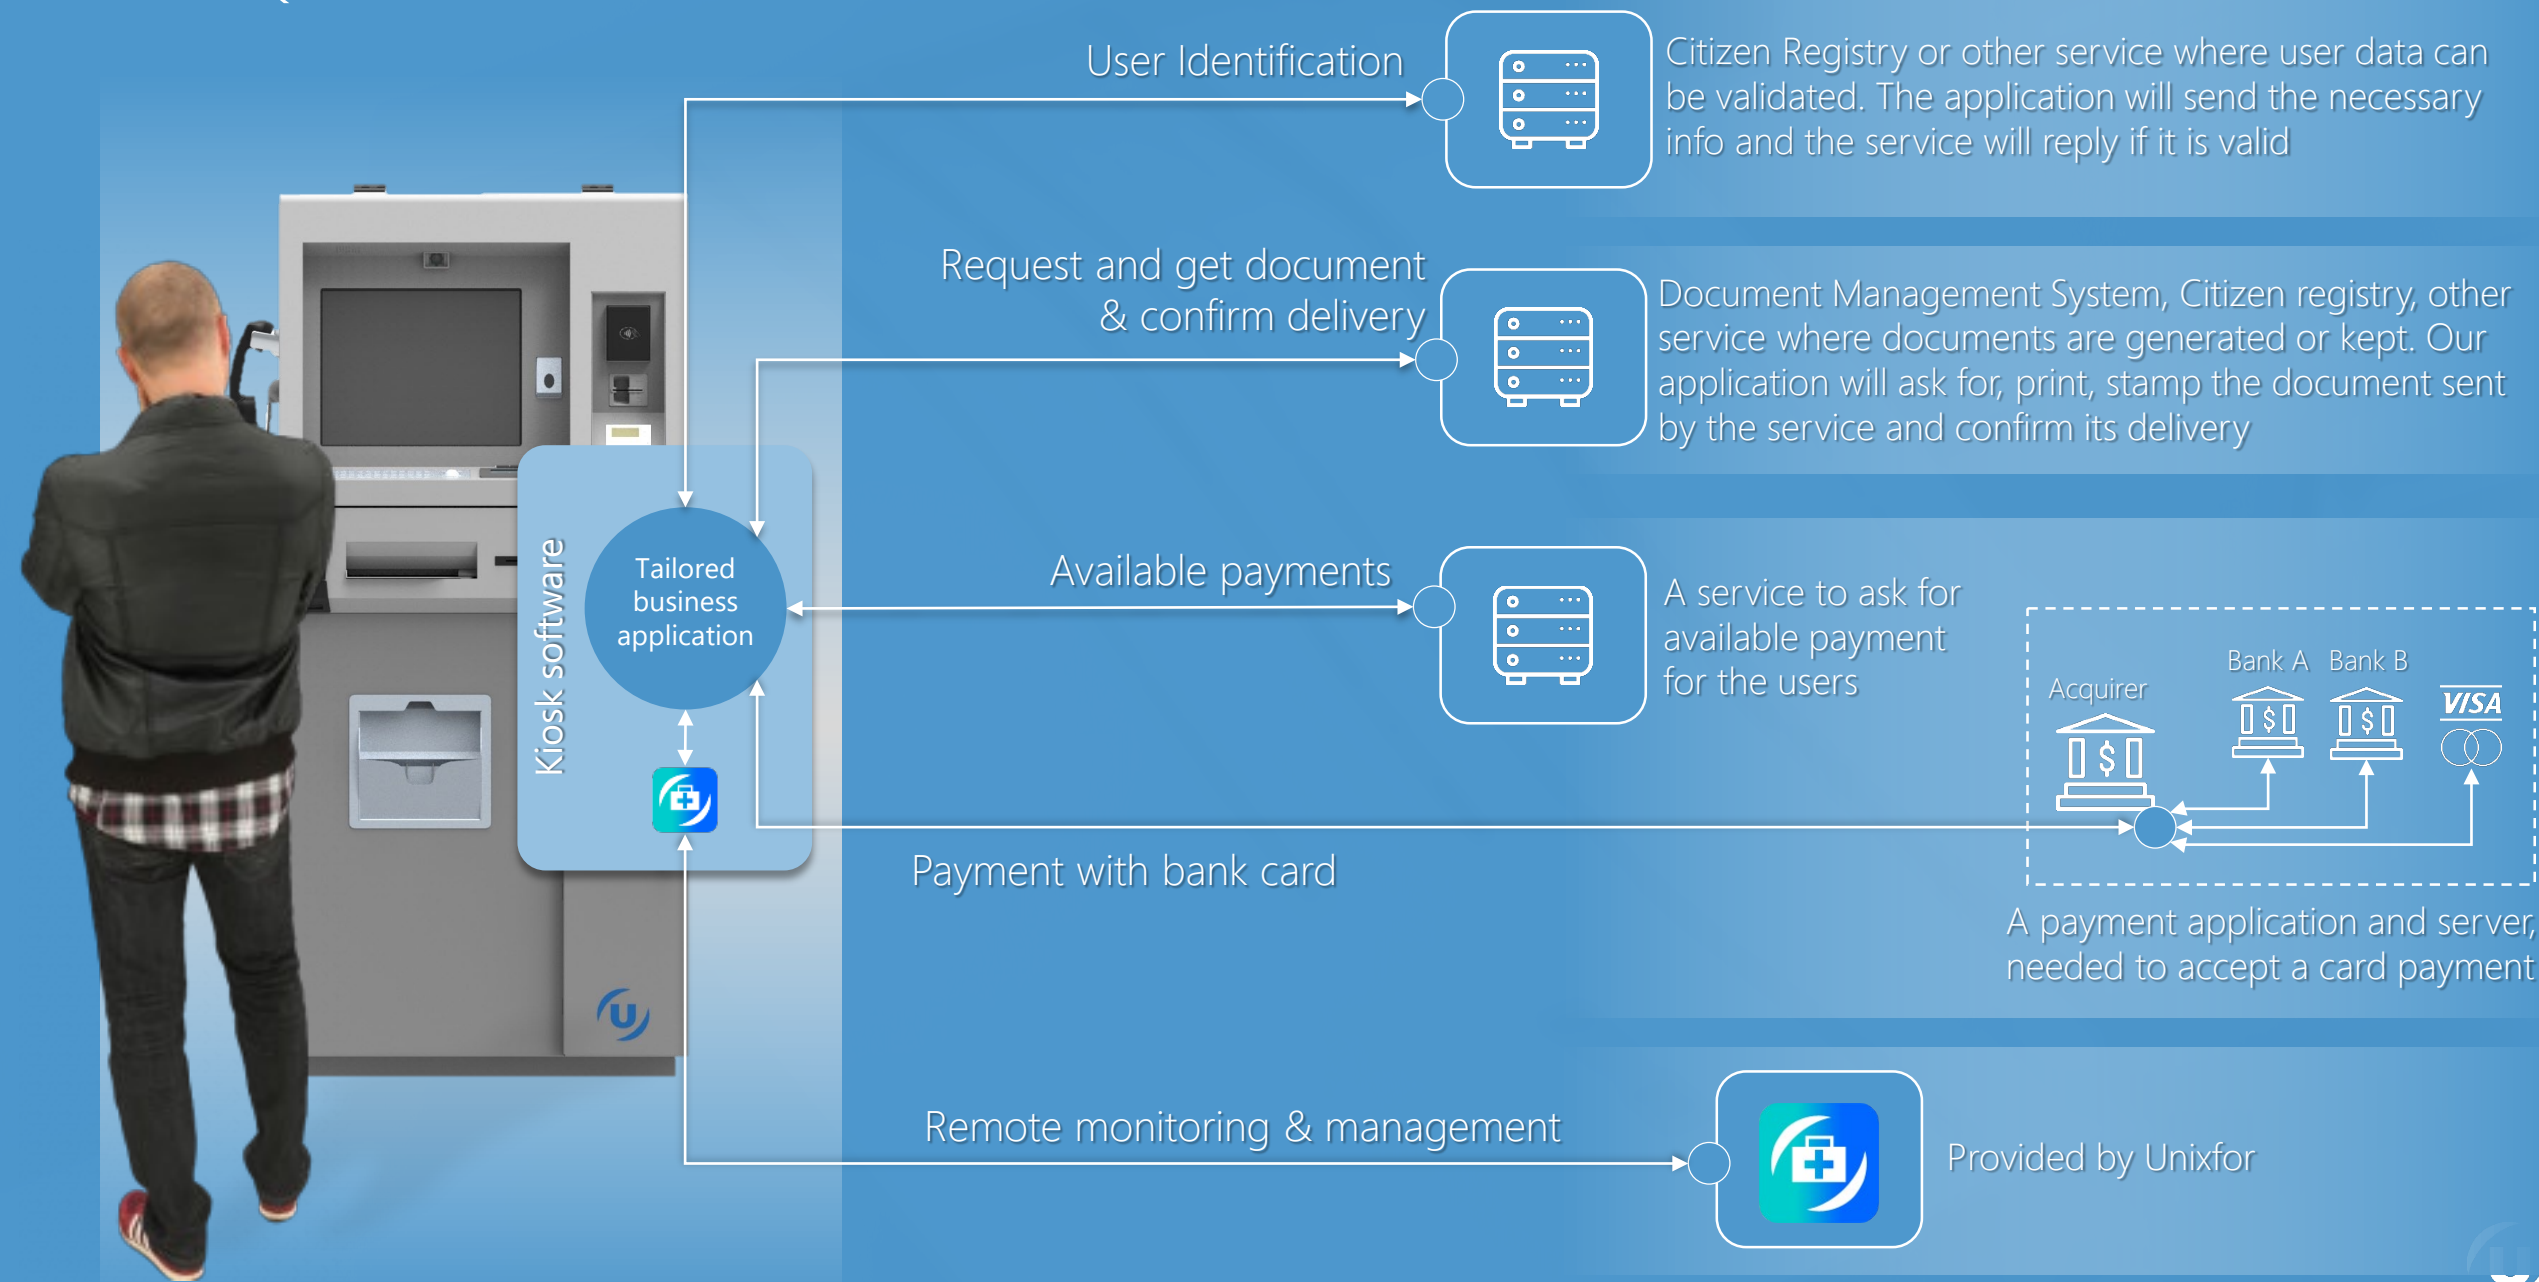 User Identification
Citizen Registry or other service where user data can
be validated. The application will send the necessary
info and the service will reply if it is valid
Request and get document
& confirm delivery
Document Management System, Citizen registry, other
service where documents are generated or kept. Our
application will ask for, print, stamp the document sent
by the service and confirm its delivery
Kiosk software
Tailored
business
application
Available payments
A service to ask for
available payment
for the users
Acquirer
Bank A
Bank B
VISA
Payment with bank card
A payment application and server,
needed to accept a card payment
Remote monitoring & management
Provided by Unixfor
U
U